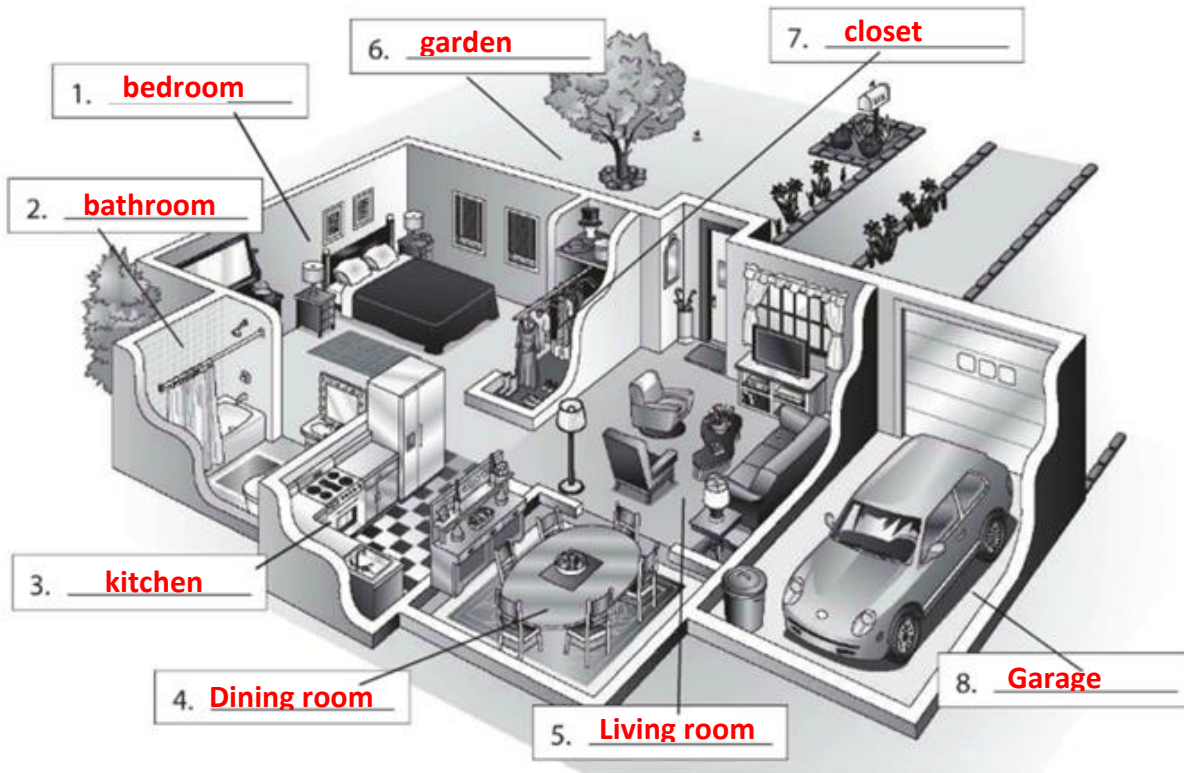 1. bedroom
2. bathroom
3. kitchen
4. Dining room
5. Living room
6. garden
7. closet
8. Garage